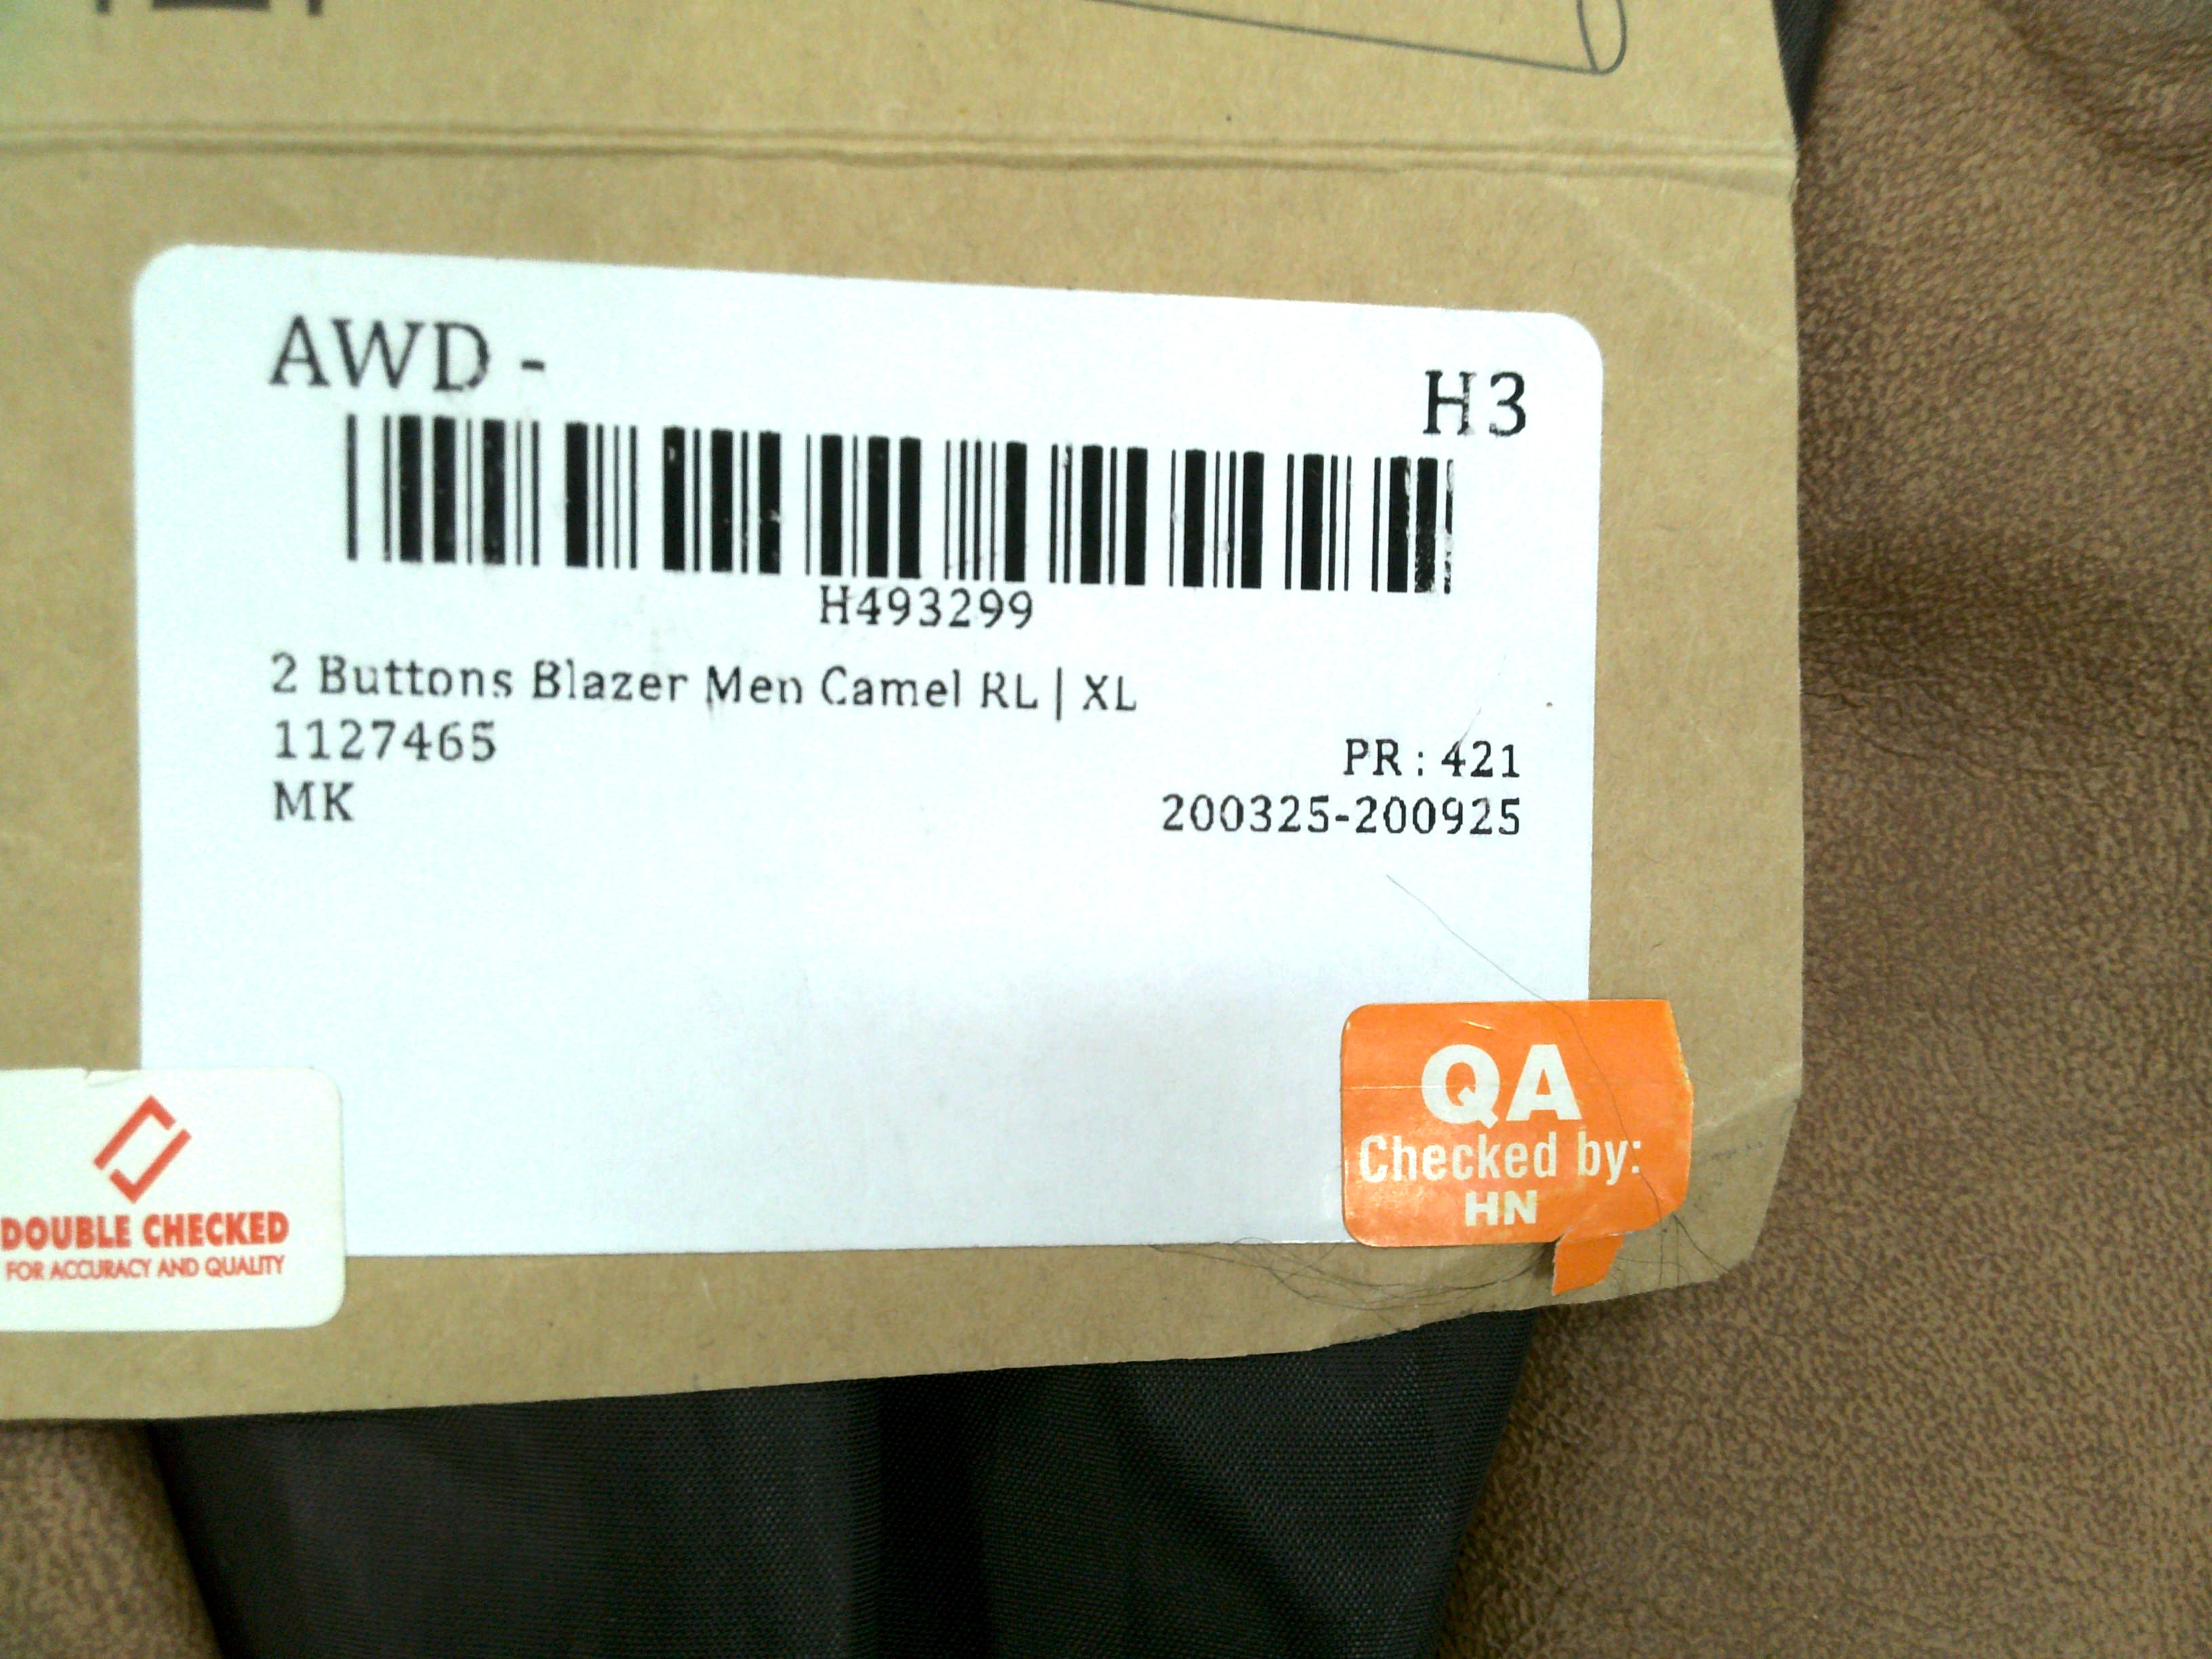 AWD -
H3
H493299
2 Buttons Blazer Men Camel RL | XL
1127465
PR : 421
MK
200325-200925
QA
Checked by:
HN
DOUBLE CHECKED
FOR ACCURACY AND QUALITY